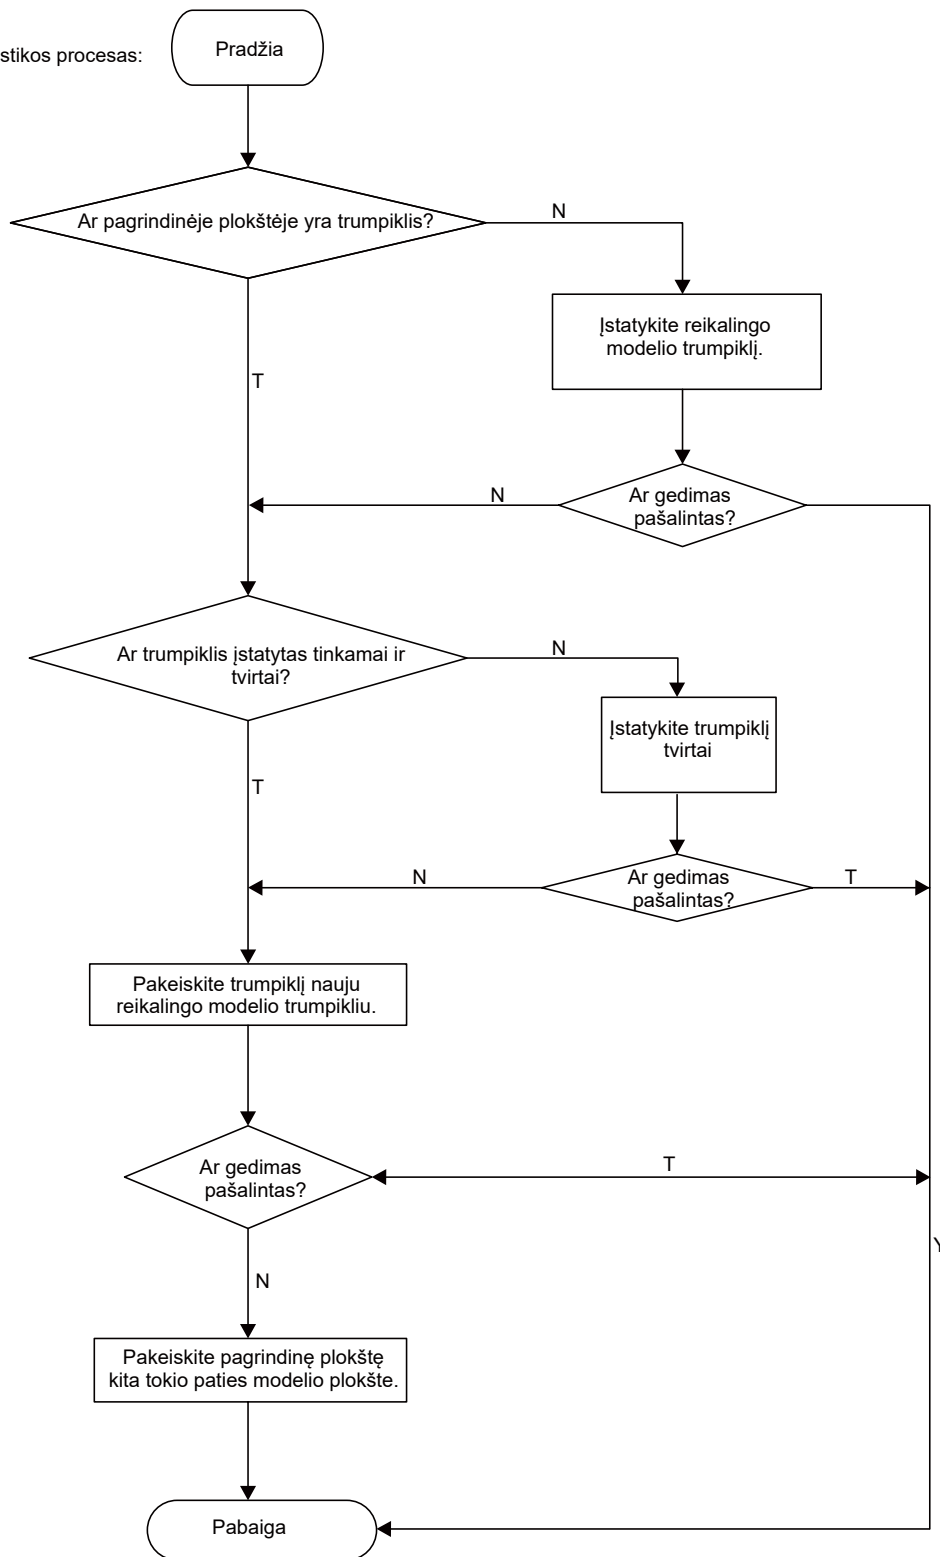 Pradžia
stikos procesas:
Ar pagrindinėje plokštėje yra trumpiklis?
N
Įstatykite reikalingo
modelio trumpiklį.
T
N
Ar gedimas
pašalintas?
Ar trumpiklis įstatytas tinkamai ir
tvirtai?
N
Įstatykite trumpiklį
tvirtai
T
N
Ar gedimas
pašalintas?
T
Pakeiskite trumpiklį nauju
reikalingo modelio trumpikliu.
Ar gedimas
pašalintas?
T
Y
N
Pakeiskite pagrindinę plokštę
kita tokio paties modelio plokšte.
Pabaiga